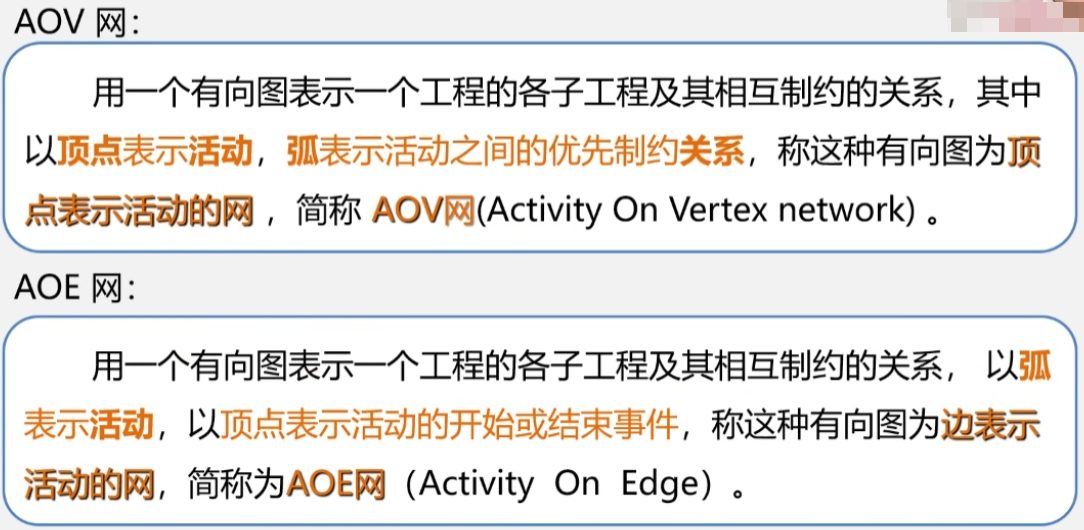 AOV 网：
用一个有向图表示一个工程的各子工程及其相互制约的关系，其中
以顶点表示活动，弧表示活动之间的优先制约关系，称这种有向图为顶
点表示活动的网，简称 AOV网(Activity On Vertex network) 。
AOE 网：
用一个有向图表示一个工程的各子工程及其相互制约的关系， 以弧
表示活动，以顶点表示活动的开始或结束事件，称这种有向图为边表示
活动的网，简称为AOE网（Activity On Edge）。